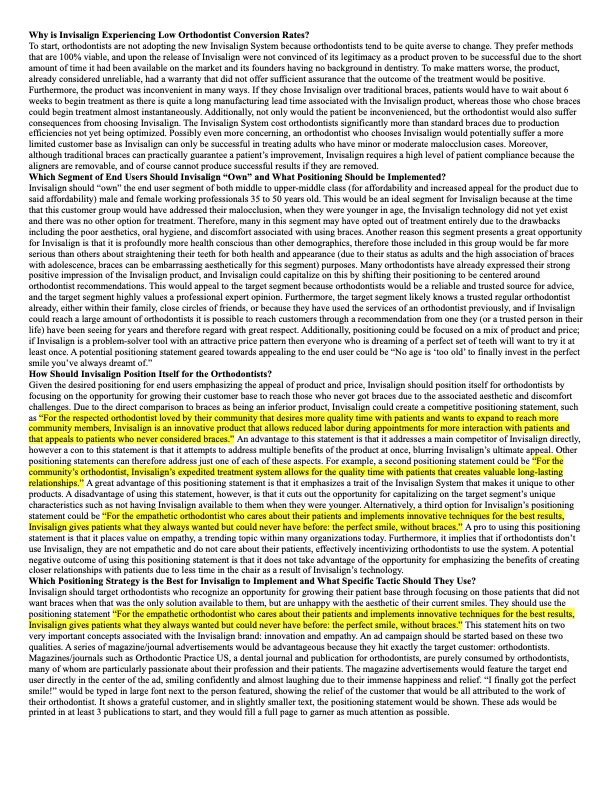 Why is Invisalign Experiencing Low Orthodontist Conversion Rates?
To start, orthodontists are not adopting the new Invisalign System because orthodontists tend to be quite averse to change. They prefer methods
that are 100% viable, and upon the release of Invisalign were not convinced of its legitimacy as a product proven to be successful due to the short
amount of time it had been available on the market and its founders having no background in dentistry. To make matters worse, the product,
already considered unreliable, had a warranty that did not offer sufficient assurance that the outcome of the treatment would be positive.
Furthermore, the product was inconvenient in many ways. If they chose Invisalign over traditional braces, patients would have to wait about 6
weeks to begin treatment as there is quite a long manufacturing lead time associated with the Invisalign product, whereas those who chose braces
could begin treatment almost instantaneously. Additionally, not only would the patient be inconvenienced, but the orthodontist would also suffer
consequences from choosing Invisalign. The Invisalign System cost orthodontists significantly more than standard braces due to production
efficiencies not yet being optimized. Possibly even more concerning, an orthodontist who chooses Invisalign would potentially suffer a more
limited customer base as Invisalign can only be successful in treating adults who have minor or moderate malocclusion cases. Moreover,
although traditional braces can practically guarantee a patient's improvement, Invisalign requires a high level of patient compliance because the
aligners are removable, and of course cannot produce successful results if they are removed.
Which Segment of End Users Should Invisalign “Own” and What Positioning Should be Implemented?
Invisalign should “own” the end user segment of both middle to upper-middle class (for affordability and increased appeal for the product due to
said affordability) male and female working professionals 35 to 50 years old. This would be an ideal segment for Invisalign because at the time
that this customer group would have addressed their malocclusion, when they were younger in age, the Invisalign technology did not yet exist
and there was no other option for treatment. Therefore, many in this segment may have opted out of treatment entirely due to the drawbacks
including the poor aesthetics, oral hygiene, and discomfort associated with using braces. Another reason this segment presents a great opportunity
for Invisalign is that it is profoundly more health conscious than other demographics, therefore those included in this group would be far more
serious than others about straightening their teeth for both health and appearance (due to their status as adults and the high association of braces
with adolescence, braces can be embarrassing aesthetically for this segment) purposes. Many orthodontists have already expressed their strong
positive impression of the Invisalign product, and Invisalign could capitalize on this by shifting their positioning to be centered around
orthodontist recommendations. This would appeal to the target segment because orthodontists would be a reliable and trusted source for advice,
and the target segment highly values a professional expert opinion. Furthermore, the target segment likely knows a trusted regular orthodontist
already, either within their family, close circles of friends, or because they have used the services of an orthodontist previously, and if Invisalign
could reach a large amount of orthodontists it is possible to reach customers through a recommendation from one they (or a trusted person in their
life) have been seeing for years and therefore regard with great respect. Additionally, positioning could be focused on a mix of product and price;
if Invisalign is a problem-solver tool with an attractive price pattern then everyone who is dreaming of a perfect set of teeth will want to try it at
least once. A potential positioning statement geared towards appealing to the end user could be “No age is ‘too old’ to finally invest in the perfect
smile you’ve always dreamt of.”
How Should Invisalign Position Itself for the Orthodontists?
Given the desired positioning for end users emphasizing the appeal of product and price, Invisalign should position itself for orthodontists by
focusing on the opportunity for growing their customer base to reach those who never got braces due to the associated aesthetic and discomfort
challenges. Due to the direct comparison to braces as being an inferior product, Invisalign could create a competitive positioning statement, such
as “For the respected orthodontist loved by their community that desires more quality time with patients and wants to expand to reach more
community members, Invisalign is an innovative product that allows reduced labor during appointments for more interaction with patients and
that appeals to patients who never considered braces.” An advantage to this statement is that it addresses a main competitor of Invisalign directly,
however a con to this statement is that it attempts to address multiple benefits of the product at once, blurring Invisalign’s ultimate appeal. Other
positioning statements can therefore address just one of each of these aspects. For example, a second positioning statement could be “For the
community’s orthodontist, Invisalign’s expedited treatment system allows for the quality time with patients that creates valuable long-lasting
relationships.” A great advantage of this positioning statement is that it emphasizes a trait of the Invisalign System that makes it unique to other
products. A disadvantage of using this statement, however, is that it cuts out the opportunity for capitalizing on the target segment’s unique
characteristics such as not having Invisalign available to them when they were younger. Alternatively, a third option for Invisalign’s positioning
statement could be “For the empathetic orthodontist who cares about their patients and implements innovative techniques for the best results,
Invisalign gives patients what they always wanted but could never have before: the perfect smile, without braces.” A pro to using this positioning
statement is that it places value on empathy, a trending topic within many organizations today. Furthermore, it implies that if orthodontists don’t
use Invisalign, they are not empathetic and do not care about their patients, effectively incentivizing orthodontists to use the system. A potential
negative outcome of using this positioning statement is that it does not take advantage of the opportunity for emphasizing the benefits of creating
closer relationships with patients due to less time in the chair as a result of Invisalign’s technology.
Which Positioning Strategy is the Best for Invisalign to Implement and What Specific Tactic Should They Use?
Invisalign should target orthodontists who recognize an opportunity for growing their patient base through focusing on those patients that did not
want braces when that was the only solution available to them, but are unhappy with the aesthetic of their current smiles. They should use the
positioning statement “For the empathetic orthodontist who cares about their patients and implements innovative techniques for the best results,
Invisalign gives patients what they always wanted but could never have before: the perfect smile, without braces.” This statement hits on two
very important concepts associated with the Invisalign brand: innovation and empathy. An ad campaign should be started based on these two
qualities. A series of magazine/journal advertisements would be advantageous because they hit exactly the target customer: orthodontists.
Magazines/journals such as Orthodontic Practice US, a dental journal and publication for orthodontists, are purely consumed by orthodontists,
many of whom are particularly passionate about their profession and their patients. The magazine advertisements would feature the target end
user directly in the center of the ad, smiling confidently and almost laughing due to their immense happiness and relief. “I finally got the perfect
smile!” would be typed in large font next to the person featured, showing the relief of the customer that would be all attributed to the work of
their orthodontist. It shows a grateful customer, and in slightly smaller text, the positioning statement would be shown. These ads would be
printed in at least 3 publications to start, and they would fill a full page to garner as much attention as possible.